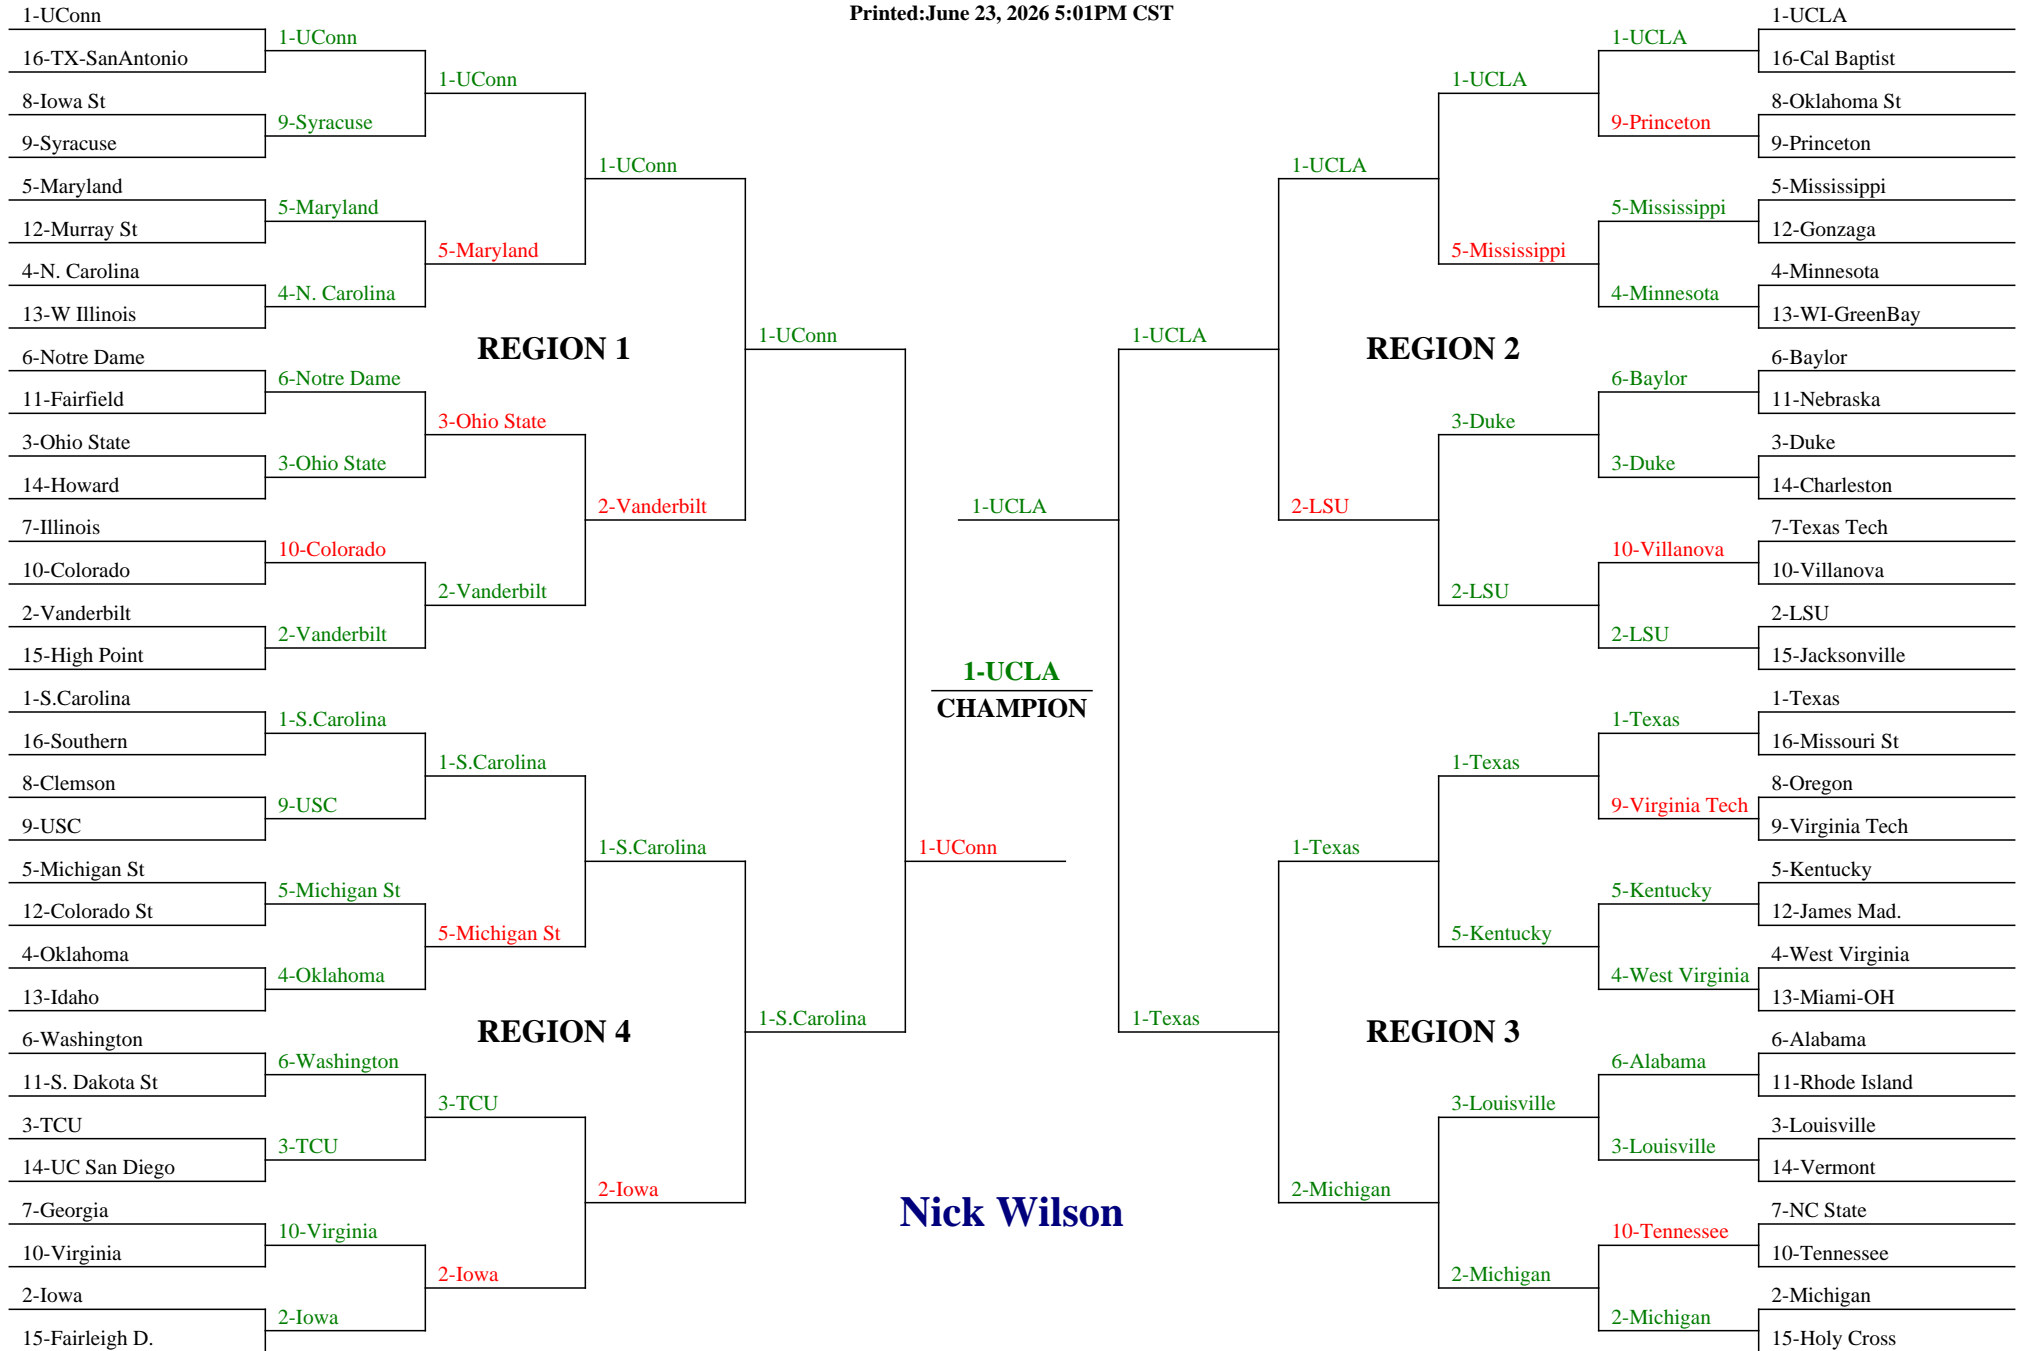 Printed:June 23, 2026 5:01PM CST
1-UConn
16-TX-SanAntonio
8-Iowa St
9-Syracuse
5-Maryland
12-Murray St
4-N. Carolina
13-W Illinois
6-Notre Dame
11-Fairfield
3-Ohio State
14-Howard
7-Illinois
10-Colorado
2-Vanderbilt
15-High Point
1-S.Carolina
16-Southern
8-Clemson
9-USC
5-Michigan St
12-Colorado St
4-Oklahoma
13-Idaho
6-Washington
11-S. Dakota St
3-TCU
14-UC San Diego
7-Georgia
10-Virginia
2-Iowa
15-Fairleigh D.
1-UConn
9-Syracuse
5-Maryland
4-N. Carolina
6-Notre Dame
3-Ohio State
10-Colorado
2-Vanderbilt
1-S.Carolina
9-USC
5-Michigan St
4-Oklahoma
6-Washington
3-TCU
10-Virginia
2-Iowa
1-UConn
5-Maryland
3-Ohio State
2-Vanderbilt
1-S.Carolina
5-Michigan St
3-TCU
2-Iowa
REGION 1
REGION 4
1-UConn
2-Vanderbilt
1-S.Carolina
2-Iowa
1-UConn
1-S.Carolina
1-UConn
1-UCLA
1-UCLA
CHAMPION
Nick Wilson
1-UCLA
1-Texas
1-UCLA
2-LSU
1-Texas
2-Michigan
REGION 2
REGION 3
1-UCLA
5-Mississippi
3-Duke
2-LSU
1-Texas
5-Kentucky
3-Louisville
2-Michigan
1-UCLA
9-Princeton
5-Mississippi
4-Minnesota
6-Baylor
3-Duke
10-Villanova
2-LSU
1-Texas
9-Virginia Tech
5-Kentucky
4-West Virginia
6-Alabama
3-Louisville
10-Tennessee
2-Michigan
1-UCLA
16-Cal Baptist
8-Oklahoma St
9-Princeton
5-Mississippi
12-Gonzaga
4-Minnesota
13-WI-GreenBay
6-Baylor
11-Nebraska
3-Duke
14-Charleston
7-Texas Tech
10-Villanova
2-LSU
15-Jacksonville
1-Texas
16-Missouri St
8-Oregon
9-Virginia Tech
5-Kentucky
12-James Mad.
4-West Virginia
13-Miami-OH
6-Alabama
11-Rhode Island
3-Louisville
14-Vermont
7-NC State
10-Tennessee
2-Michigan
15-Holy Cross